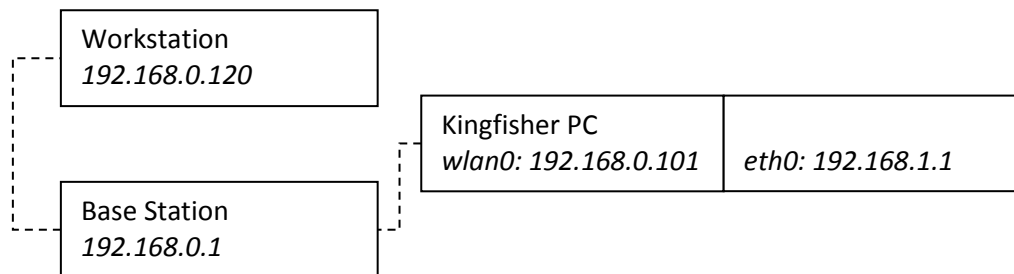 Workstation
192.168.0.120
Kingfisher PC
wlan0: 192.168.0.101
eth0: 192.168.1.1
Base Station
192.168.0.1